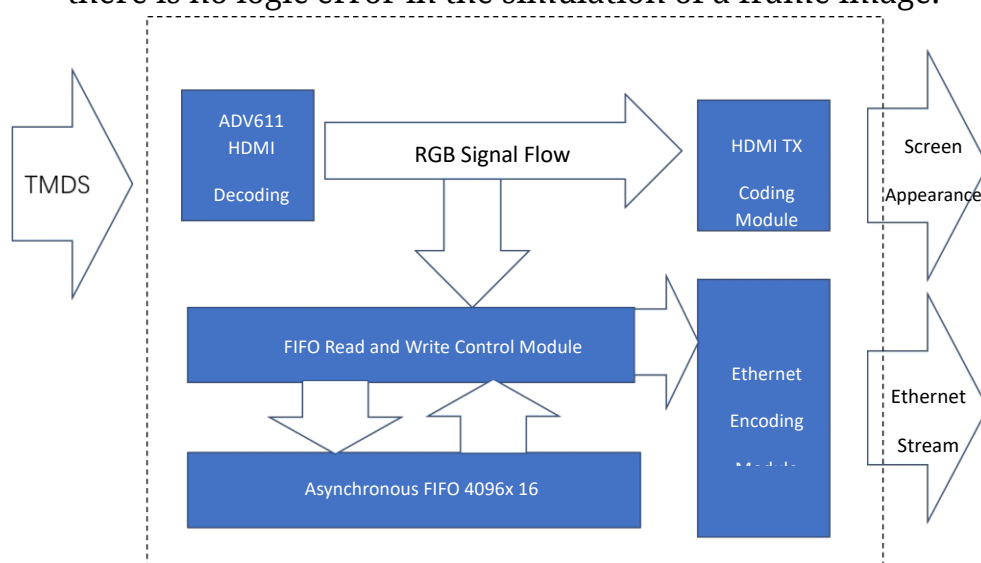 there is no logic error in the simulation of a frame image.
TMDS
ADV611
HDMI
Decoding
RGB Signal Flow
HDMI TX
Coding
Module
Screen
Appearance
FIFO Read and Write Control Module
Ethernet
Encoding
Module
Ethernet
Stream
Asynchronous FIFO 4096x 16